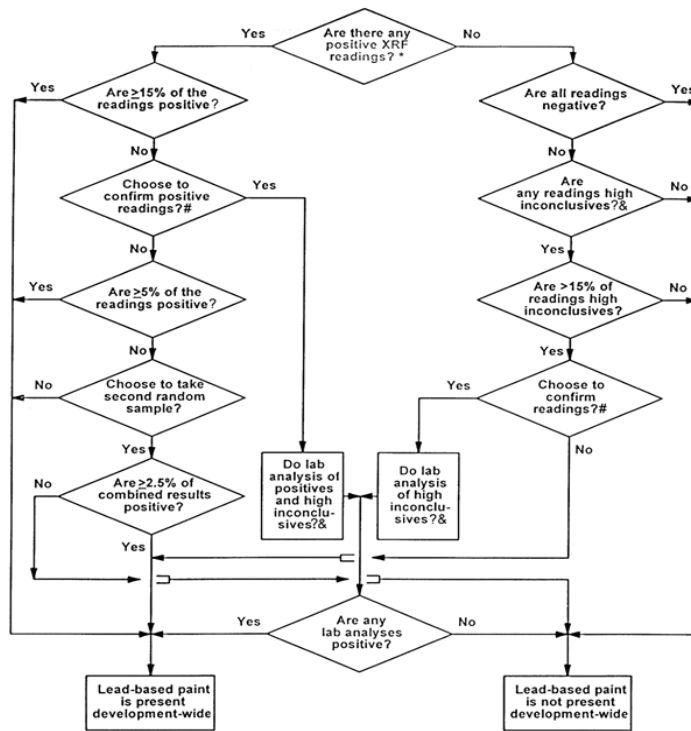 Are there any
positive XRF
readings? *
Yes
No
Are ≥15% of the
readings positive?
Yes
No
Are all readings
negative?
Yes
No
Choose to
confirm positive
readings?#
Yes
No
Are
any readings high
inconclusives?&
No
Yes
Are ≥5% of the
readings positive?
Yes
No
Are >15% of
readings high
inconclusives?
No
Yes
Choose to take
second random
sample?
No
Yes
Choose to
confirm
readings?#
Yes
No
Are ≥2.5% of
combined results
positive?
No
Yes
Do lab
analysis of
positives
and high
inconclu-
sives?&
Do lab
analysis
of high
inconclu-
sives?&
Are any
lab analyses
positive?
Yes
No
Lead-based paint
is present
development-wide
Lead-based paint
is not present
development-wide